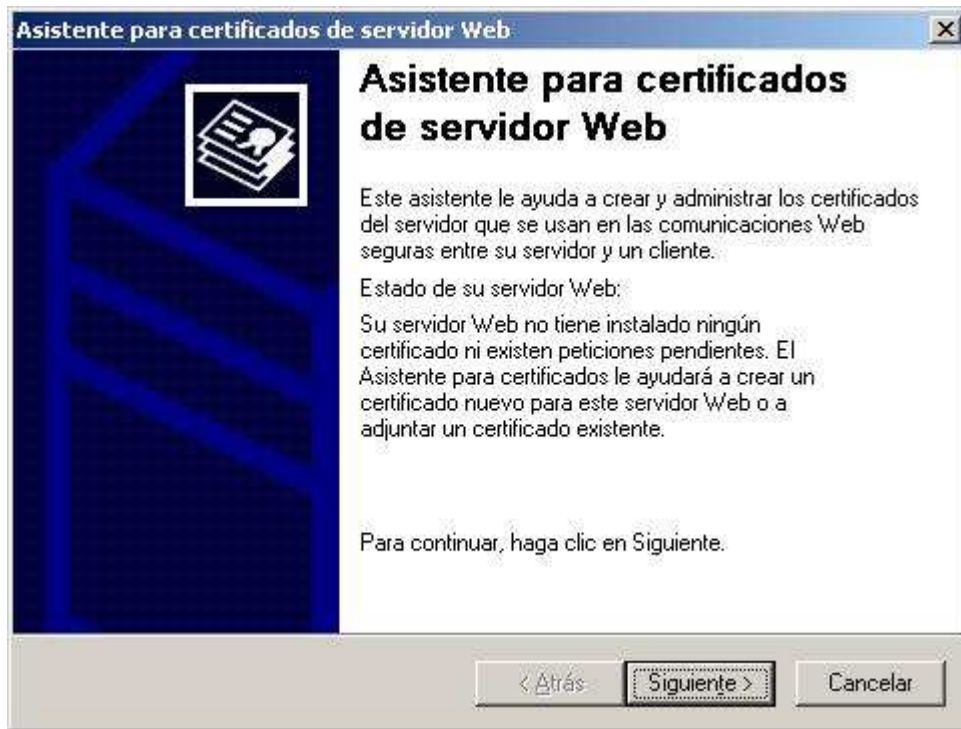 Asistente para certificados de servidor Web
Asistente para certificados
de servidor Web
Este asistente le ayuda a crear y administrar los certificados
del servidor que se usan en las comunicaciones Web
seguras entre su servidor y un cliente.
Estado de su servidor Web:
Su servidor Web no tiene instalado ningún
certificado ni existen peticiones pendientes. El
Asistente para certificados le ayudará a crear un
certificado nuevo para este servidor Web o a
adjuntar un certificado existente.
Para continuar, haga clic en Siguiente.
< Atrás
Siguiente >
Cancelar